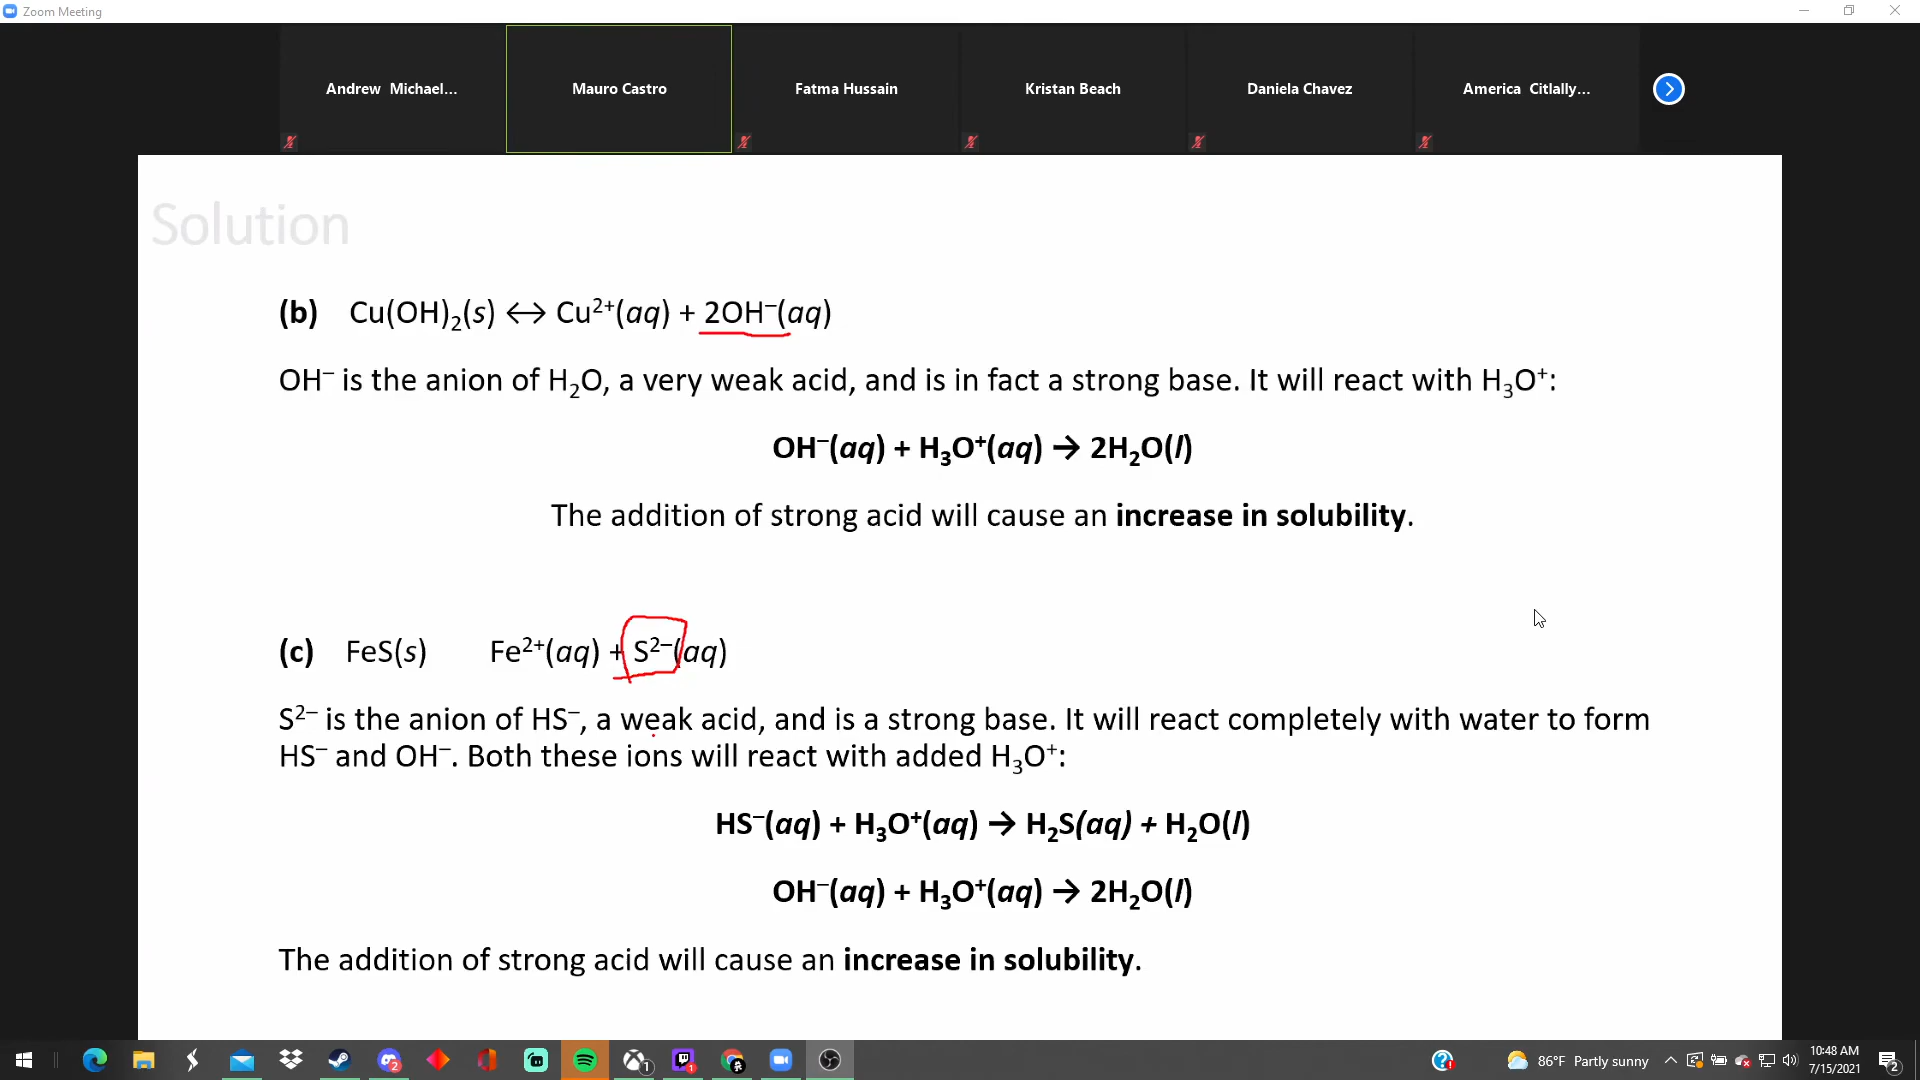 Zoom Meeting
Andrew Michael...
Mauro Castro
Fatma Hussain
Kristan Beach
Daniela Chavez
America Citlally...
Solution
(b) Cu(OH)₂(s) ↔ Cu²⁺(aq) + 2OH⁻(aq)
OH⁻ is the anion of H₂O, a very weak acid, and is in fact a strong base. It will react with H₃O⁺:
OH⁻(aq) + H₃O⁺(aq) → 2H₂O(l)
The addition of strong acid will cause an increase in solubility.
(c) FeS(s) Fe²⁺(aq) + S²⁻(aq)
S²⁻ is the anion of HS⁻, a weak acid, and is a strong base. It will react completely with water to form
HS⁻ and OH⁻. Both these ions will react with added H₃O⁺:
HS⁻(aq) + H₃O⁺(aq) → H₂S(aq) + H₂O(l)
OH⁻(aq) + H₃O⁺(aq) → 2H₂O(l)
The addition of strong acid will cause an increase in solubility.
2
1
1
86°F Partly sunny
10:48 AM
7/15/2021
2